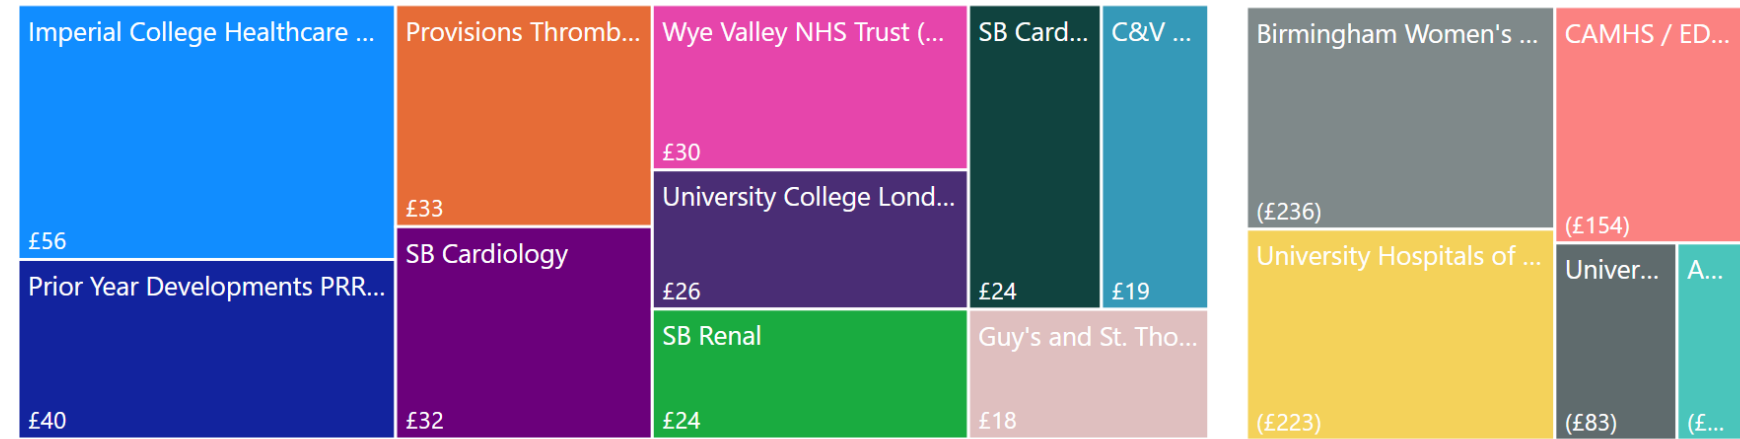 Imperial College Healthcare ...
£56
Prior Year Developments PRR...
£40
Provisions Thromb...
£33
SB Cardiology
£32
Wye Valley NHS Trust (...
£30
University College Lond...
£26
SB Renal
£24
SB Card...
£24
C&V ...
£19
Guy's and St. Tho...
£18
Birmingham Women's ...
(£236)
University Hospitals of ...
(£223)
CAMHS / ED...
(£154)
Univer...
(£83)
A...
(£...